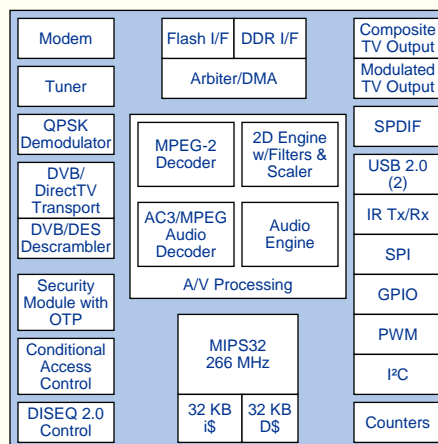 Modem
Tuner
QPSK
Demodulator
DVB/
DirectTV
Transport
DVB/DES
Descrambler
Security
Module with
OTP
Conditional
Access
Control
DISEQ 2.0
Control
Flash I/F
DDR I/F
Arbiter/DMA
MPEG-2
Decoder
2D Engine
w/Filters &
Scaler
AC3/MPEG
Audio
Decoder
Audio
Engine
A/V Processing
MIPS32
266 MHz
32 KB
i$
32 KB
D$
Composite
TV Output
Modulated
TV Output
SPDIF
USB 2.0
(2)
IR Tx/Rx
SPI
GPIO
PWM
I²C
Counters